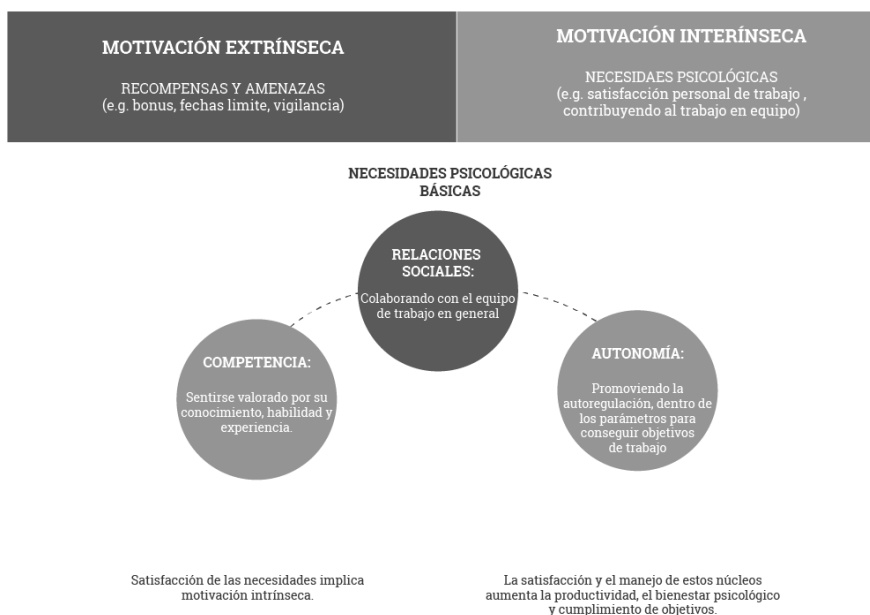 MOTIVACIÓN EXTRÍNSECA
RECOMPENSAS Y AMENAZAS
(e.g. bonus, fechas limite, vigilancia)
MOTIVACIÓN INTERÍNSECA
NECESIDAES PSICOLÓGICAS
(e.g. satisfacción personal de trabajo ,
contribuyendo al trabajo en equipo)
NECESIDADES PSICOLÓGICAS
BÁSICAS
RELACIONES
SOCIALES:
Colaborando con el equipo
de trabajo en general
COMPETENCIA:
Sentirse valorado por su
conocimiento, habilidad y
experiencia.
AUTONOMÍA:
Promoviendo la
autoregulación, dentro de
los parámetros para
conseguir objetivos
de trabajo
Satisfacción de las necesidades implica
motivación intrínseca.
La satisfacción y el manejo de estos núcleos
aumenta la productividad, el bienestar psicológico
y cumplimiento de objetivos.